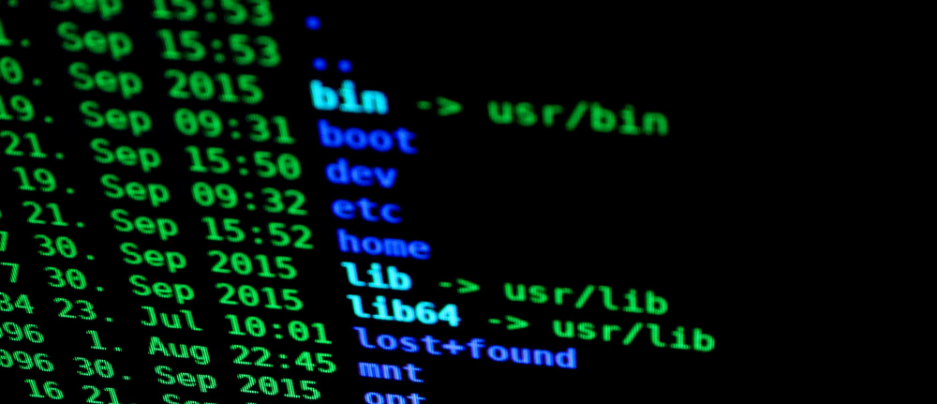 . Sep 15:53 .
1. Sep 15:53 ..
0. Sep 2015 bin -> usr/bin
19. Sep 09:31 boot
21. Sep 15:50 dev
19. Sep 09:32 etc
21. Sep 15:52 home
7 30. Sep 2015 lib -> usr/lib
7 30. Sep 2015 lib64 -> usr/lib
84 23. Jul 10:01 lost+found
096 1. Aug 22:45 mnt
096 30. Sep 2015 opt
16 21. Sep